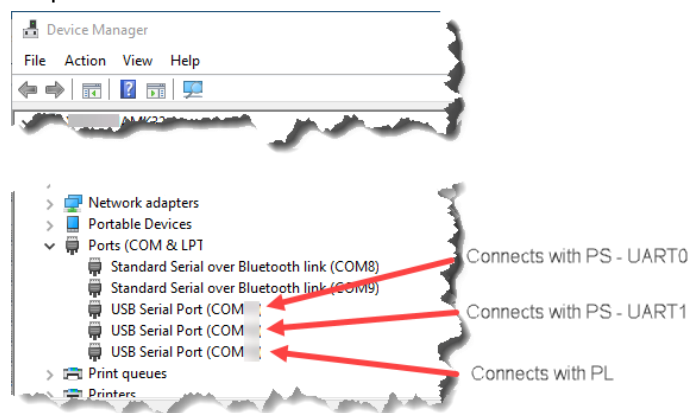 Device Manager
File Action View Help
Network adapters
Portable Devices
Ports (COM & LPT
Standard Serial over Bluetooth link (COM8)
Standard Serial over Bluetooth link (COM9)
USB Serial Port (COM
USB Serial Port (COM
USB Serial Port (COM
Print queues
Printers
Connects with PS - UART0
Connects with PS - UART1
Connects with PL